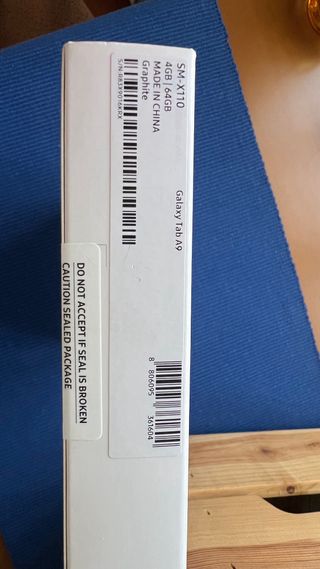 SM-X110
4GB | 64GB
MADE IN CHINA
Graphite
Galaxy Tab A9
8 806095 361604
DO NOT ACCEPT IF SEAL IS BROKEN
CAUTION SEALED PACKAGE